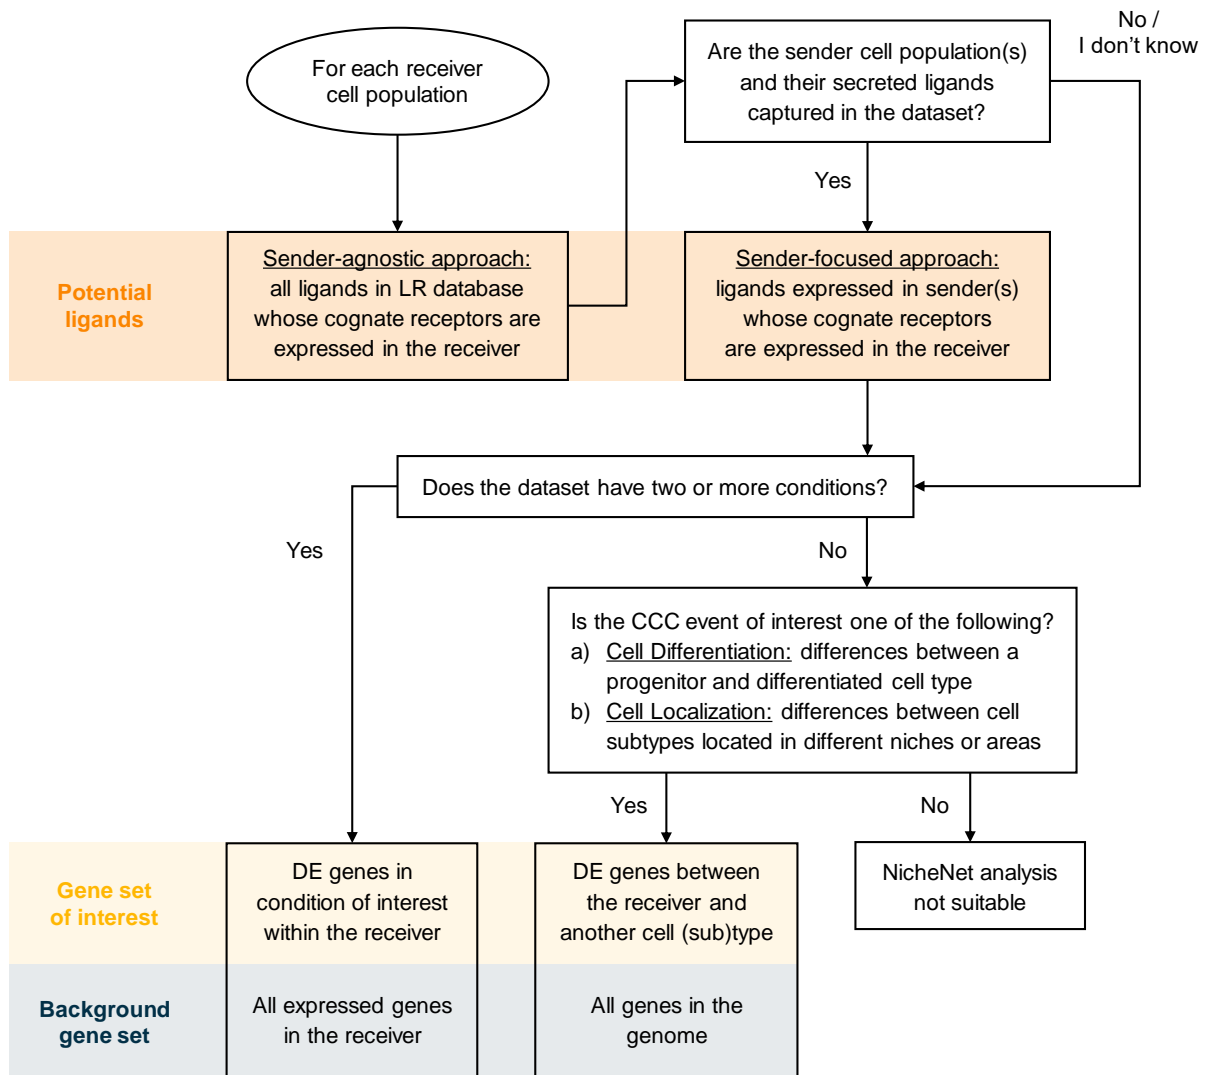 For each receiver
cell population
Are the sender cell population(s)
and their secreted ligands
captured in the dataset?
No /
I don't know
Yes
Potential
ligands
Sender-agnostic approach:
all ligands in LR database
whose cognate receptors are
expressed in the receiver
Sender-focused approach:
ligands expressed in sender(s)
whose cognate receptors
are expressed in the receiver
Does the dataset have two or more conditions?
Yes
No
Is the CCC event of interest one of the following?
a) Cell Differentiation: differences between a
progenitor and differentiated cell type
b) Cell Localization: differences between cell
subtypes located in different niches or areas
Yes
No
Gene set
of interest
DE genes in
condition of interest
within the receiver
DE genes between
the receiver and
another cell (sub)type
NicheNet analysis
not suitable
Background
gene set
All expressed genes
in the receiver
All genes in the
genome